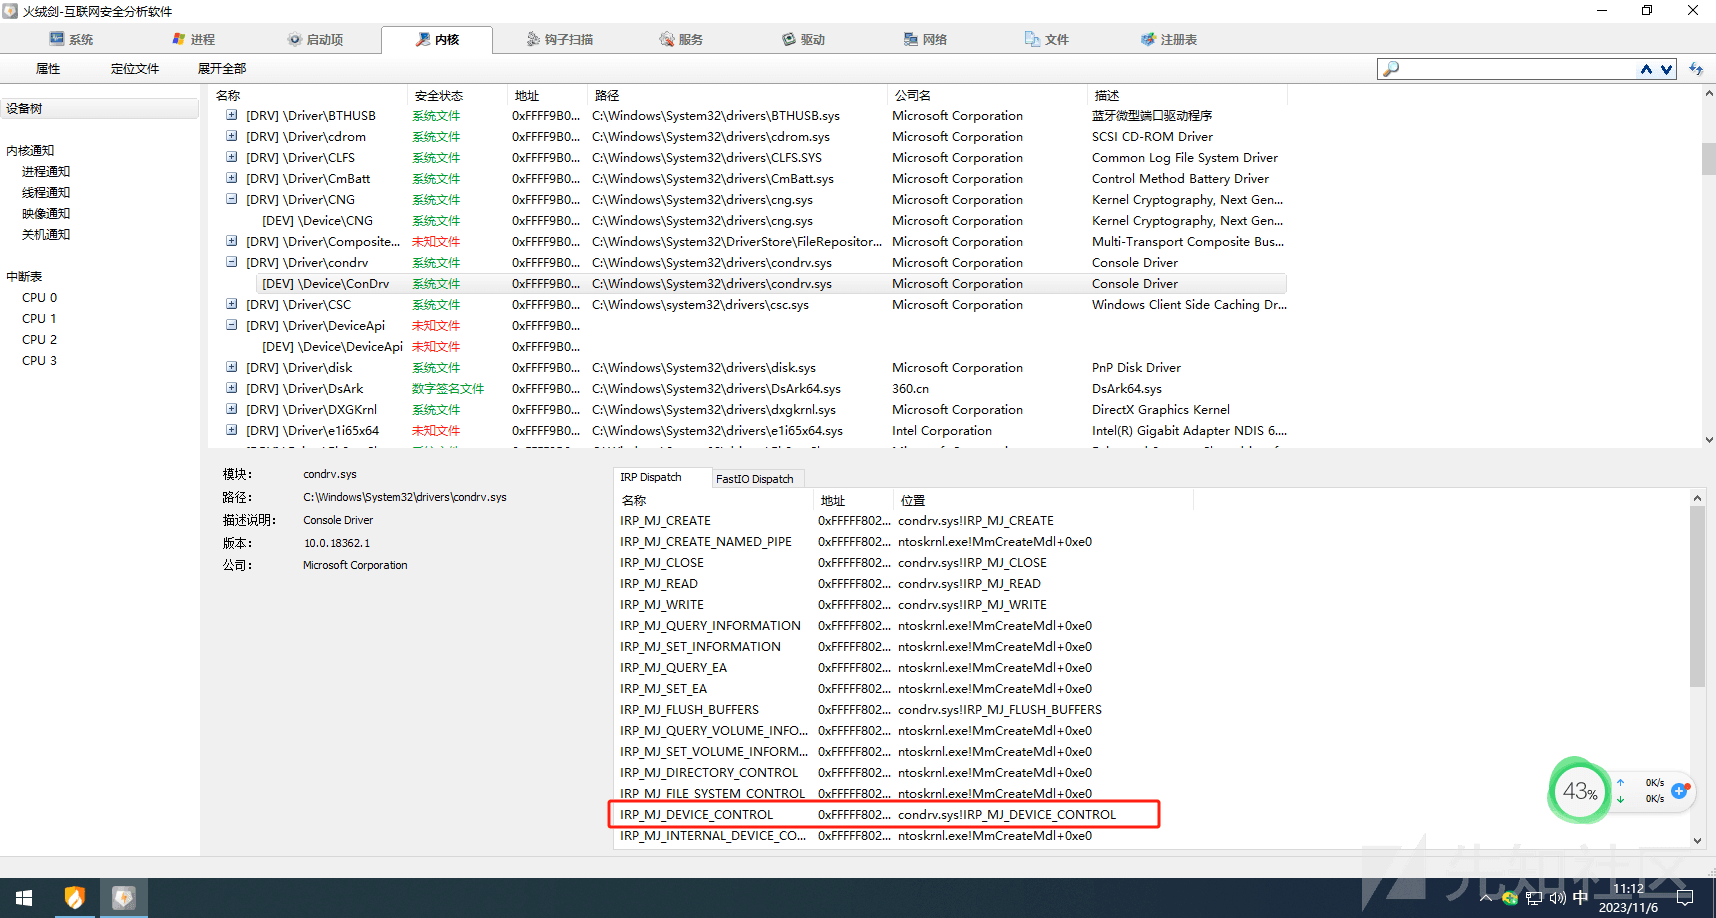 火绒剑-互联网安全分析软件
系统 进程 启动项 内核 钩子扫描 服务 驱动 网络 文件 注册表
属性 定位文件 展开全部
设备树
内核通知
进程通知
线程通知
映像通知
关机通知
中断表
CPU 0
CPU 1
CPU 2
CPU 3
名称 安全状态 地址 路径 公司名 描述
[DRV] \Driver\BTHUSB 系统文件 0xFFFF9B0... C:\Windows\System32\drivers\BTHUSB.sys Microsoft Corporation 蓝牙微型端口驱动程序
[DRV] \Driver\cdrom 系统文件 0xFFFF9B0... C:\Windows\System32\drivers\cdrom.sys Microsoft Corporation SCSI CD-ROM Driver
[DRV] \Driver\CLFS 系统文件 0xFFFF9B0... C:\Windows\System32\drivers\CLFS.SYS Microsoft Corporation Common Log File System Driver
[DRV] \Driver\CmBatt 系统文件 0xFFFF9B0... C:\Windows\System32\drivers\CmBatt.sys Microsoft Corporation Control Method Battery Driver
[DRV] \Driver\CNG 系统文件 0xFFFF9B0... C:\Windows\System32\drivers\cng.sys Microsoft Corporation Kernel Cryptography, Next Gen...
[DEV] \Device\CNG 系统文件 0xFFFF9B0... C:\Windows\System32\drivers\cng.sys Microsoft Corporation Kernel Cryptography, Next Gen...
[DRV] \Driver\Composite... 未知文件 0xFFFF9B0... C:\Windows\System32\DriverStore\FileRepositor... Microsoft Corporation Multi-Transport Composite Bus...
[DRV] \Driver\condrv 系统文件 0xFFFF9B0... C:\Windows\System32\drivers\condrv.sys Microsoft Corporation Console Driver
[DEV] \Device\ConDrv 系统文件 0xFFFF9B0... C:\Windows\System32\drivers\condrv.sys Microsoft Corporation Console Driver
[DRV] \Driver\CSC 系统文件 0xFFFF9B0... C:\Windows\system32\drivers\csc.sys Microsoft Corporation Windows Client Side Caching Dr...
[DRV] \Driver\DeviceApi 未知文件 0xFFFF9B0...
[DEV] \Device\DeviceApi 未知文件 0xFFFF9B0...
[DRV] \Driver\disk 系统文件 0xFFFF9B0... C:\Windows\System32\drivers\disk.sys Microsoft Corporation PnP Disk Driver
[DRV] \Driver\DsArk 数字签名文件 0xFFFF9B0... C:\Windows\System32\drivers\DsArk64.sys 360.cn DsArk64.sys
[DRV] \Driver\DXGKrnl 系统文件 0xFFFF9B0... C:\Windows\System32\drivers\dxgkrnl.sys Microsoft Corporation DirectX Graphics Kernel
[DRV] \Driver\e1i65x64 未知文件 0xFFFF9B0... C:\Windows\System32\drivers\e1i65x64.sys Intel Corporation Intel(R) Gigabit Adapter NDIS 6....
模块: condrv.sys
路径: C:\Windows\System32\drivers\condrv.sys
描述说明: Console Driver
版本: 10.0.18362.1
公司: Microsoft Corporation
IRP Dispatch FastIO Dispatch
名称 地址 位置
IRP_MJ_CREATE 0xFFFFF802... condrv.sys!IRP_MJ_CREATE
IRP_MJ_CREATE_NAMED_PIPE 0xFFFFF802... ntoskrnl.exe!MmCreateMdl+0xe0
IRP_MJ_CLOSE 0xFFFFF802... condrv.sys!IRP_MJ_CLOSE
IRP_MJ_READ 0xFFFFF802... condrv.sys!IRP_MJ_READ
IRP_MJ_WRITE 0xFFFFF802... condrv.sys!IRP_MJ_WRITE
IRP_MJ_QUERY_INFORMATION 0xFFFFF802... ntoskrnl.exe!MmCreateMdl+0xe0
IRP_MJ_SET_INFORMATION 0xFFFFF802... ntoskrnl.exe!MmCreateMdl+0xe0
IRP_MJ_QUERY_EA 0xFFFFF802... ntoskrnl.exe!MmCreateMdl+0xe0
IRP_MJ_SET_EA 0xFFFFF802... ntoskrnl.exe!MmCreateMdl+0xe0
IRP_MJ_FLUSH_BUFFERS 0xFFFFF802... condrv.sys!IRP_MJ_FLUSH_BUFFERS
IRP_MJ_QUERY_VOLUME_INFO... 0xFFFFF802... ntoskrnl.exe!MmCreateMdl+0xe0
IRP_MJ_SET_VOLUME_INFORM... 0xFFFFF802... ntoskrnl.exe!MmCreateMdl+0xe0
IRP_MJ_DIRECTORY_CONTROL 0xFFFFF802... ntoskrnl.exe!MmCreateMdl+0xe0
IRP_MJ_FILE_SYSTEM_CONTROL 0xFFFFF802... ntoskrnl.exe!MmCreateMdl+0xe0
IRP_MJ_DEVICE_CONTROL 0xFFFFF802... condrv.sys!IRP_MJ_DEVICE_CONTROL
IRP_MJ_INTERNAL_DEVICE_CO... 0xFFFFF802... ntoskrnl.exe!MmCreateMdl+0xe0
43%
0K/s
0K/s
先知社区
中
11:12
2023/11/6